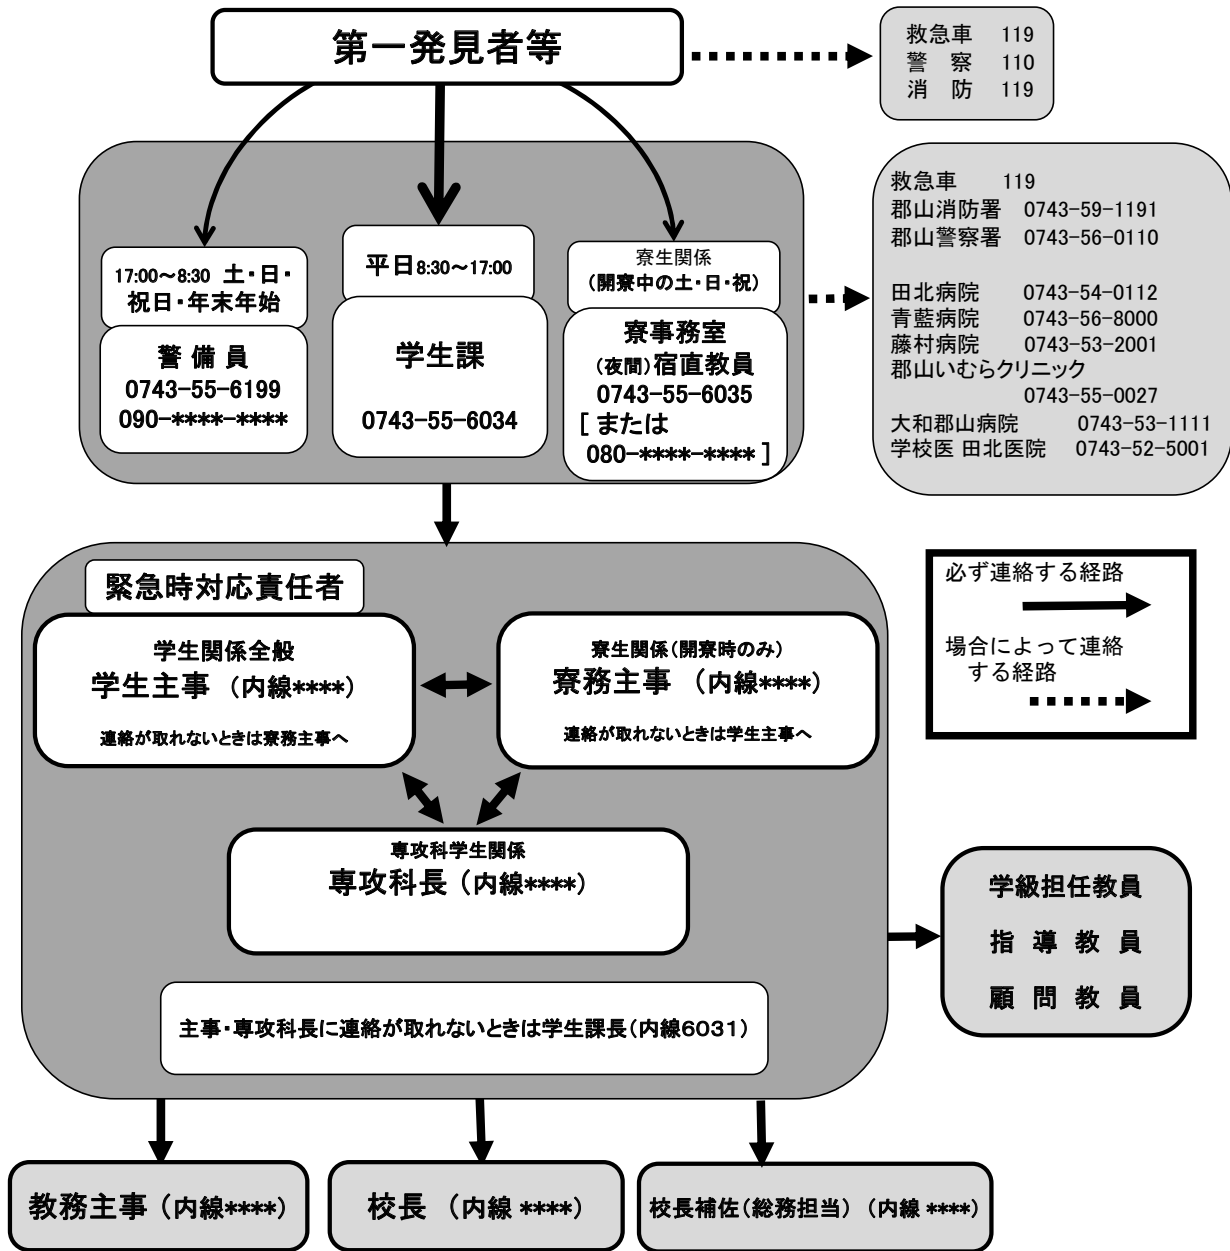 第一発見者等
救急車 119
警 察 110
消 防 119
17:00～8:30 土・日・
祝日・年末年始
警 備 員
0743-55-6199
090-****-****
平日8:30～17:00
学生課
0743-55-6034
寮生関係
(開寮中の土・日・祝)
寮事務室
(夜間)宿直教員
0743-55-6035
[ または
080-****-**** ]
救急車 119
郡山消防署 0743-59-1191
郡山警察署 0743-56-0110
田北病院 0743-54-0112
青藍病院 0743-56-8000
藤村病院 0743-53-2001
郡山いむらクリニック
0743-55-0027
大和郡山病院 0743-53-1111
学校医 田北医院 0743-52-5001
緊急時対応責任者
学生関係全般
学生主事 (内線****)
連絡が取れないときは寮務主事へ
寮生関係(開寮時のみ)
寮務主事 (内線****)
連絡が取れないときは学生主事へ
専攻科学生関係
専攻科長 (内線****)
主事・専攻科長に連絡が取れないときは学生課長(内線6031)
必ず連絡する経路
場合によって連絡
する経路
学級担任教員
指 導 教 員
顧 問 教 員
教務主事 (内線****)
校長 (内線 ****)
校長補佐(総務担当) (内線 ****)